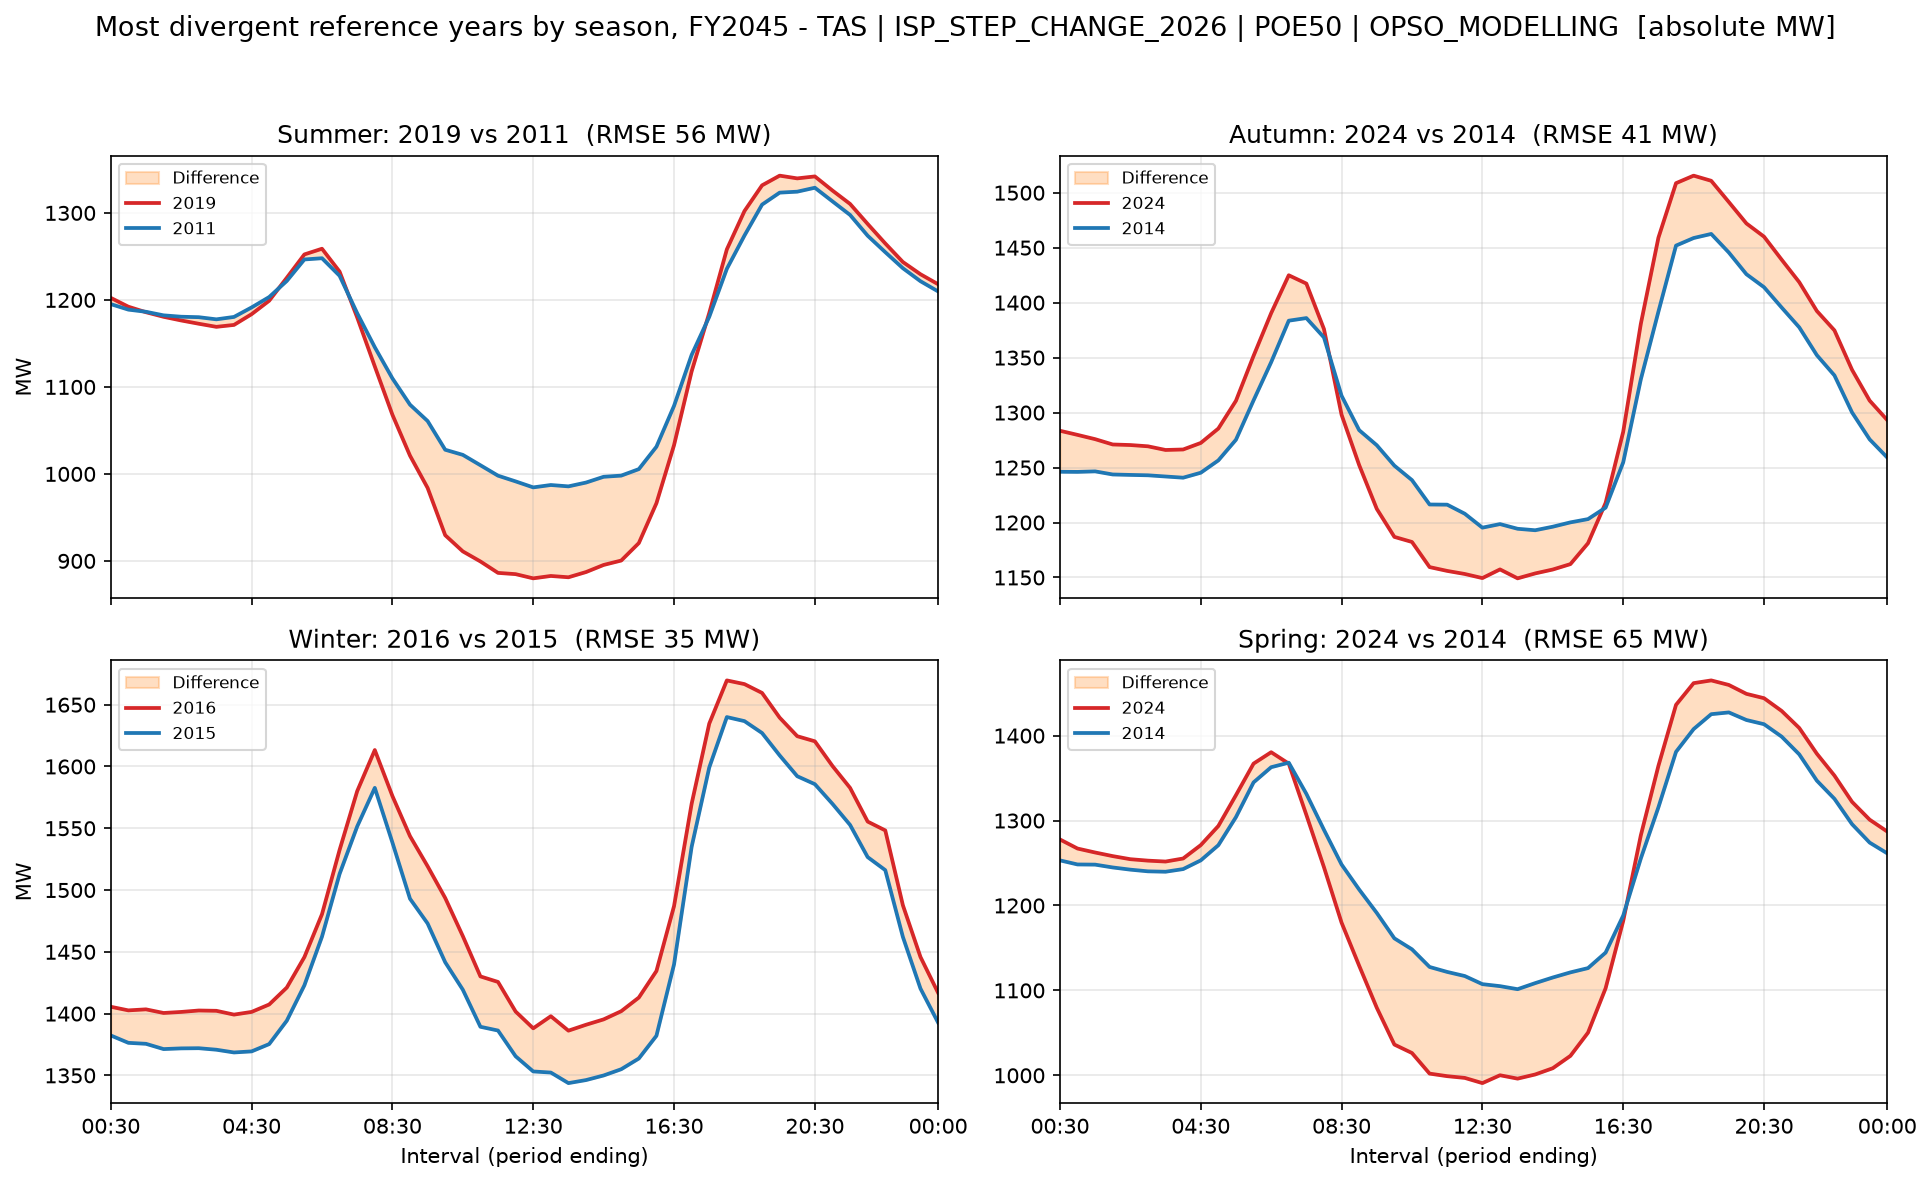 Most divergent reference years by season, FY2045 - TAS | ISP_STEP_CHANGE_2026 | POE50 | OPSO_MODELLING  [absolute MW]
Summer: 2019 vs 2011  (RMSE 56 MW)
Difference
2019
2011
1300
1200
1100
1000
900
MW
Autumn: 2024 vs 2014  (RMSE 41 MW)
Difference
2024
2014
1500
1450
1400
1350
1300
1250
1200
1150
Winter: 2016 vs 2015  (RMSE 35 MW)
Difference
2016
2015
1650
1600
1550
1500
1450
1400
1350
MW
00:30 04:30 08:30 12:30 16:30 20:30 00:00
Interval (period ending)
Spring: 2024 vs 2014  (RMSE 65 MW)
Difference
2024
2014
1400
1300
1200
1100
1000
00:30 04:30 08:30 12:30 16:30 20:30 00:00
Interval (period ending)